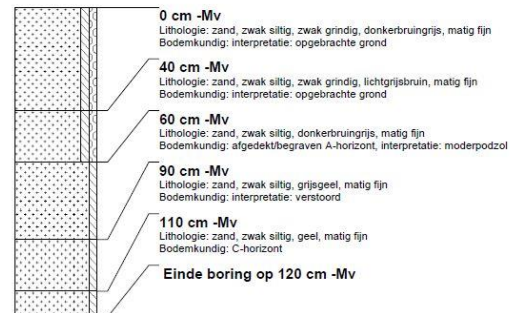 0 cm -Mv
Lithologie: zand, zwak siltig, zwak grindig, donkerbruingrijs, matig fijn
Bodemkundig: interpretatie: opgebrachte grond
40 cm -Mv
Lithologie: zand, zwak siltig, zwak grindig, lichtgrijsbruin, matig fijn
Bodemkundig: interpretatie: opgebrachte grond
60 cm -Mv
Lithologie: zand, zwak siltig, donkerbruingrijs, matig fijn
Bodemkundig: afgedekt/begraven A-horizont, interpretatie: moderpodzol
90 cm -Mv
Lithologie: zand, zwak siltig, grijsgeel, matig fijn
Bodemkundig: interpretatie: verstoord
110 cm -Mv
Lithologie: zand, zwak siltig, geel, matig fijn
Bodemkundig: C-horizont
Einde boring op 120 cm -Mv